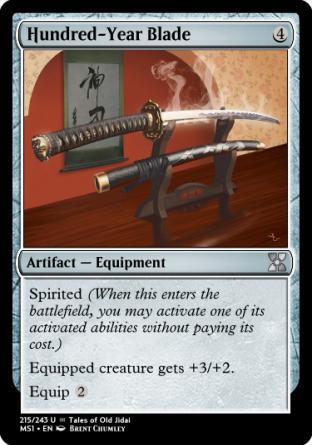 Hundred-Year Blade 4
神刃
Artifact — Equipment
Spirited (When this enters the
battlefield, you may activate one of its
activated abilities without paying its
cost.)
Equipped creature gets +3/+2.
Equip 2
215/243 U = Tales of Old Jidai
MS1 • EN Brent Chumley